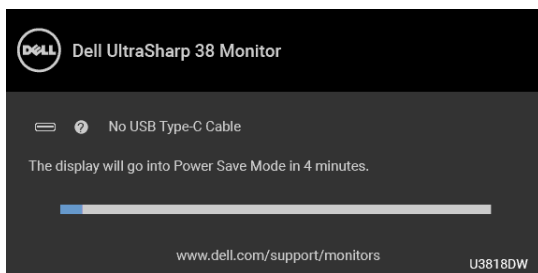 DELL
Dell UltraSharp 38 Monitor
No USB Type-C Cable
The display will go into Power Save Mode in 4 minutes.
www.dell.com/support/monitors
U3818DW